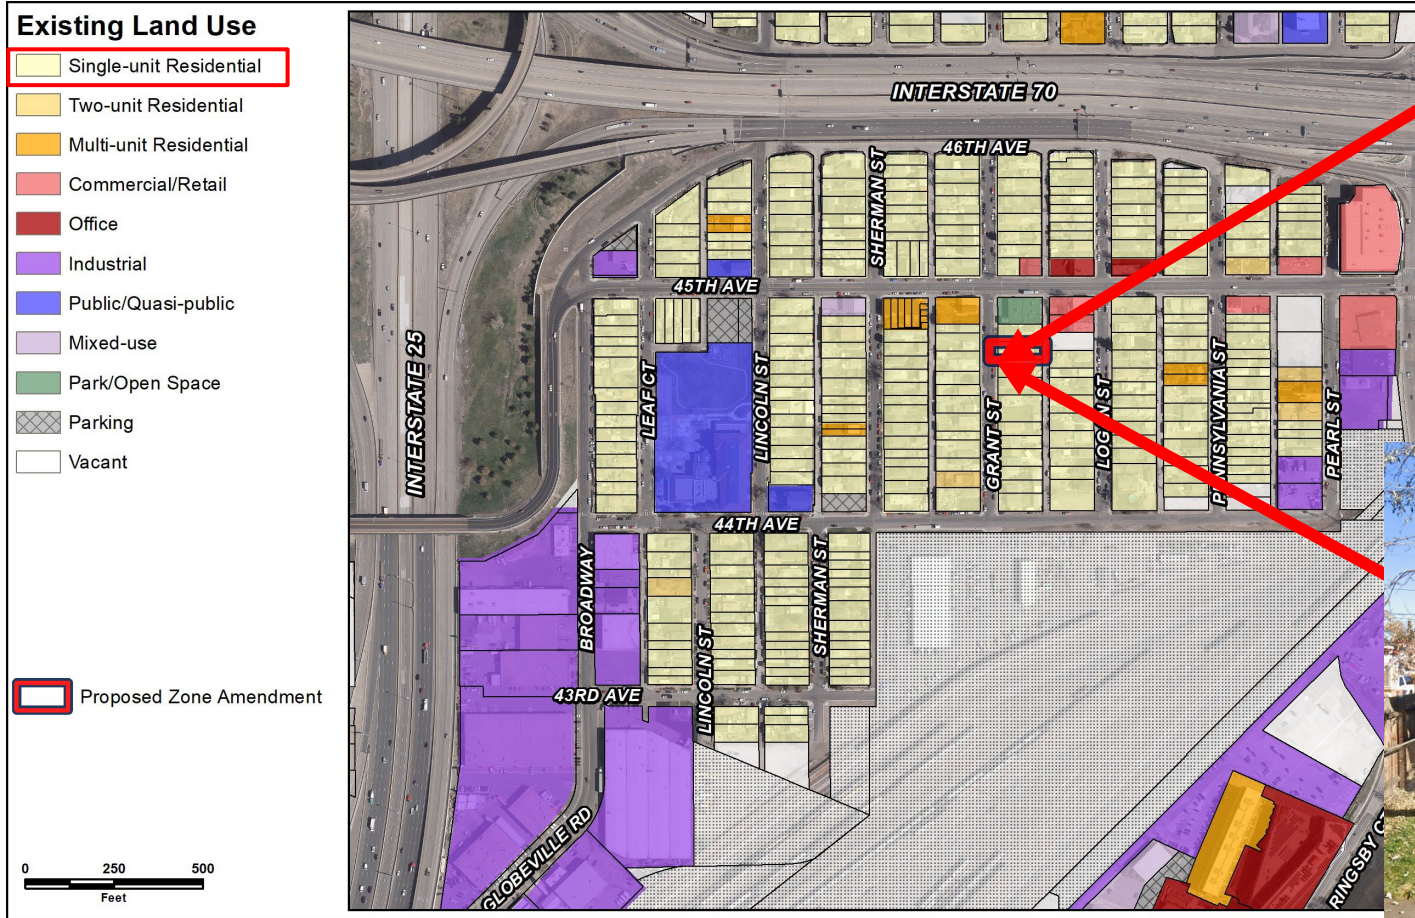 Existing Land Use
Single-unit Residential
Two-unit Residential
Multi-unit Residential
Commercial/Retail
Office
Industrial
Public/Quasi-public
Mixed-use
Park/Open Space
Parking
Vacant
Proposed Zone Amendment
0 250 500
Feet
INTERSTATE 70
46TH AVE
SHERMAN ST
45TH AVE
INTERSTATE 25
LEAF CT
LINCOLN ST
GRANT ST
LOGAN ST
PENNSYLVANIA ST
PEARL ST
44TH AVE
BROADWAY
LINCOLN ST
SHERMAN ST
43RD AVE
GLOBEVILLE RD
RINGSBY CT